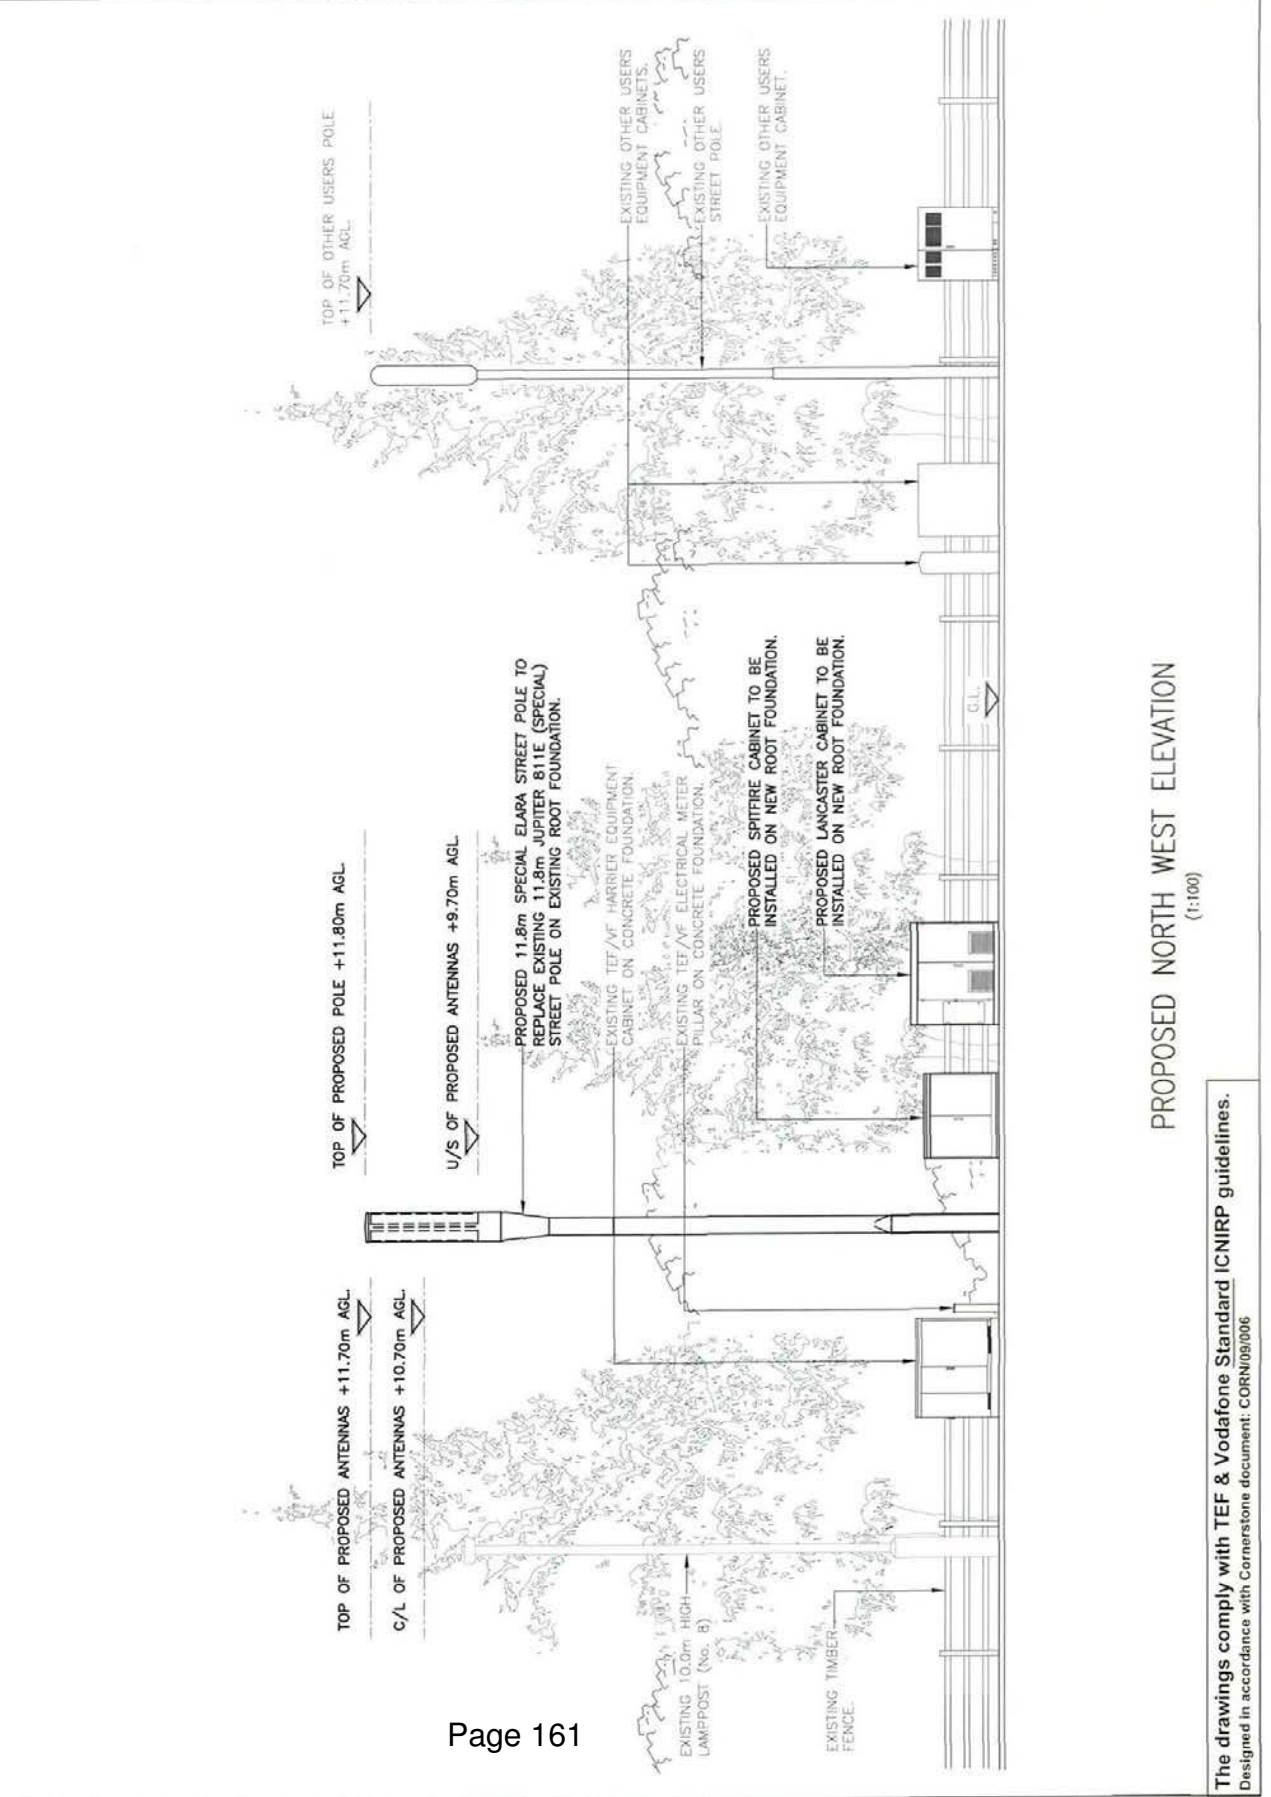 TOP OF PROPOSED ANTENNAS +11.70m AGL.
C/L OF PROPOSED ANTENNAS +10.70m AGL.
TOP OF PROPOSED POLE +11.80m AGL.
U/S OF PROPOSED ANTENNAS +9.70m AGL.
TOP OF OTHER USERS POLE
+11.70m AGL.
PROPOSED 11.8m SPECIAL ELARA STREET POLE TO
REPLACE EXISTING 11.8m JUPITER 811E (SPECIAL)
STREET POLE ON EXISTING ROOT FOUNDATION.
EXISTING TEF/VF HARRIER EQUIPMENT
CABINET ON CONCRETE FOUNDATION.
EXISTING TEF/VF ELECTRICAL METER
PILLAR ON CONCRETE FOUNDATION.
PROPOSED SPITFIRE CABINET TO BE
INSTALLED ON NEW ROOT FOUNDATION.
PROPOSED LANCASTER CABINET TO BE
INSTALLED ON NEW ROOT FOUNDATION.
EXISTING OTHER USERS
EQUIPMENT CABINETS.
EXISTING OTHER USERS
STREET POLE.
EXISTING OTHER USERS
EQUIPMENT CABINET.
EXISTING 10.0m HIGH
LAMPPOST (No. 8)
EXISTING TIMBER
FENCE.
G.L.
PROPOSED NORTH WEST ELEVATION
(1:100)
The drawings comply with TEF & Vodafone Standard ICNIRP guidelines.
Designed in accordance with Cornerstone document: CORN/09/006
Page 161